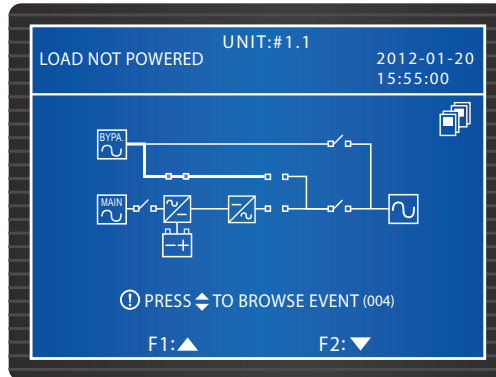 UNIT:#1.1
LOAD NOT POWERED
2012-01-20
15:55:00
BYPA.
MAIN
PRESS TO BROWSE EVENT (004)
F1: F2: